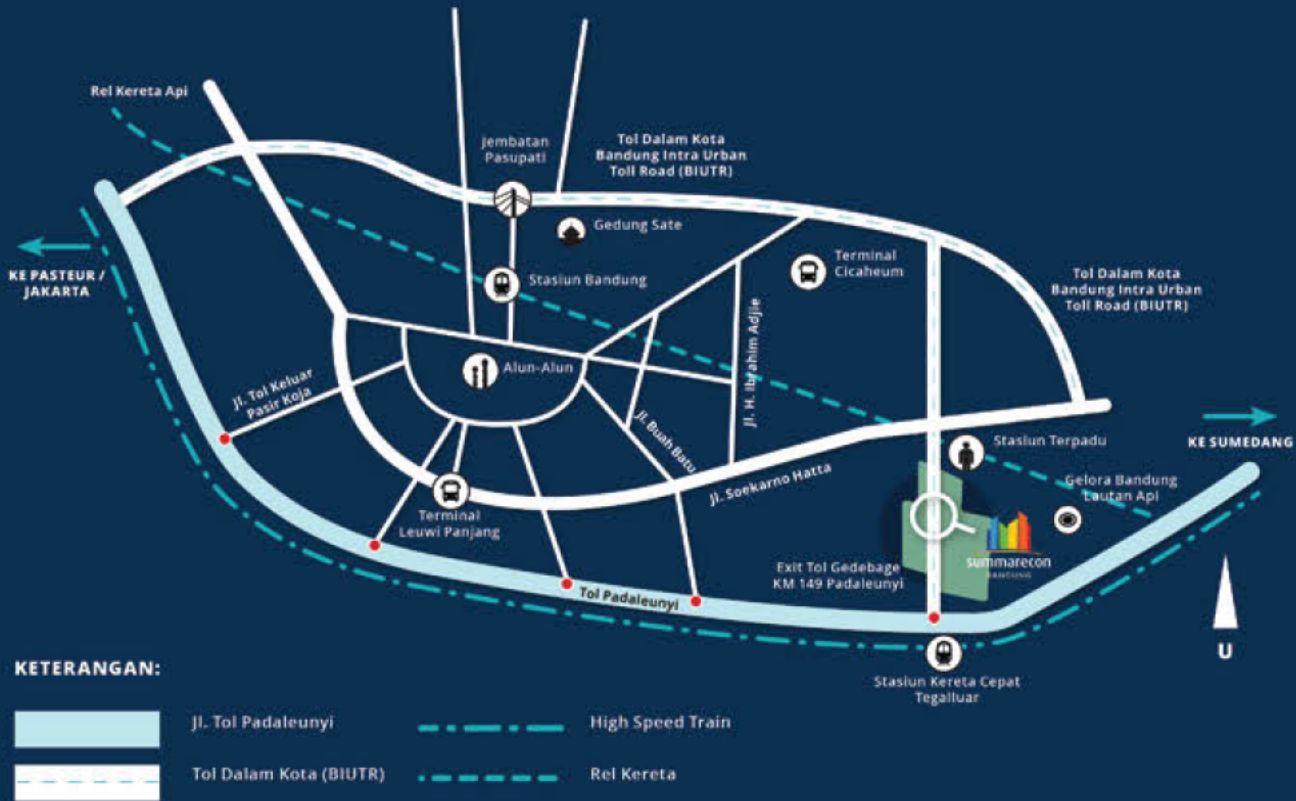 Rel Kereta Api
Jembatan
Pasupati
Tol Dalam Kota
Bandung Intra Urban
Toll Road (BIUTR)
Gedung Sate
KE PASTEUR /
JAKARTA
Stasiun Bandung
Terminal
Cicaheum
Tol Dalam Kota
Bandung Intra Urban
Toll Road (BIUTR)
Jl. H. Ibrahim Adjie
Alun-Alun
Jl. Tol Keluar
Pasir Koja
Jl. Buah Batu
KE SUMEDANG
Stasiun Terpadu
Jl. Soekarno Hatta
Gelora Bandung
Lautan Api
Terminal
Leuwi Panjang
summarecon
BANDUNG
Exit Tol Gedebage
KM 149 Padaleunyi
Tol Padaleunyi
U
Stasiun Kereta Cepat
Tegalluar
KETERANGAN:
Jl. Tol Padaleunyi
High Speed Train
Tol Dalam Kota (BIUTR)
Rel Kereta